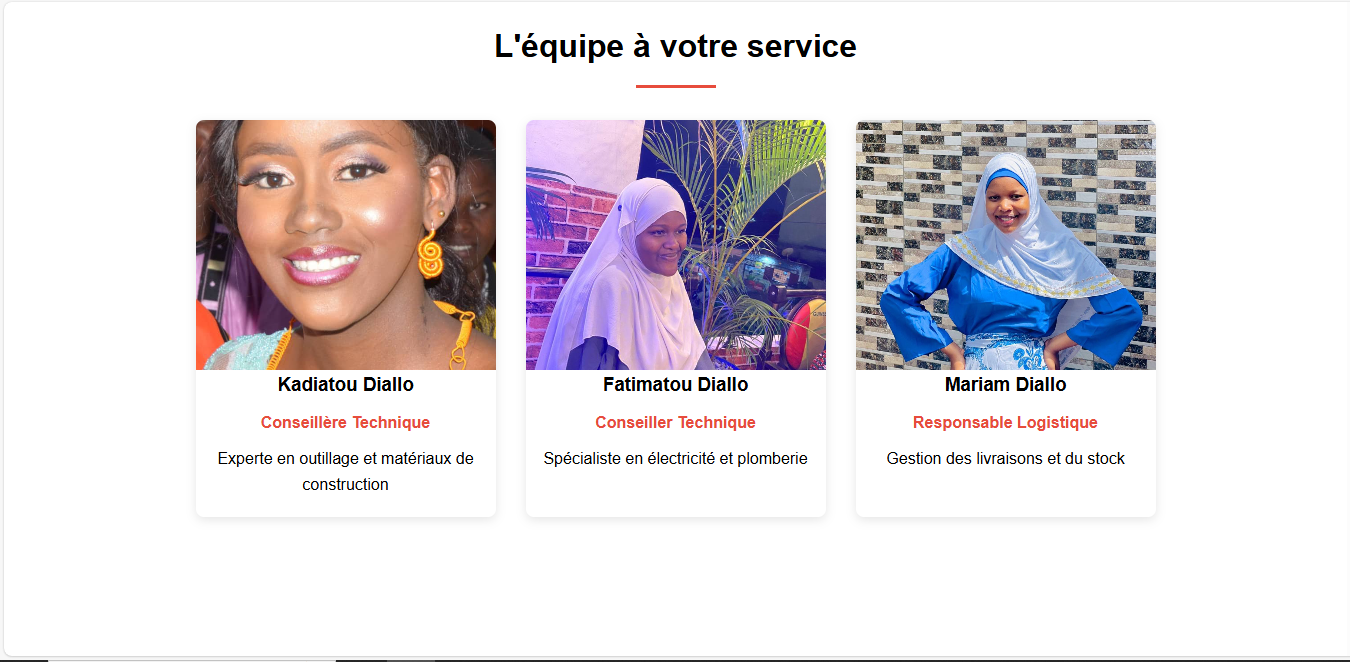 L'équipe à votre service
Kadiatou Diallo
Conseillère Technique
Experte en outillage et matériaux de
construction
Fatimatou Diallo
Conseiller Technique
Spécialiste en électricité et plomberie
Mariam Diallo
Responsable Logistique
Gestion des livraisons et du stock